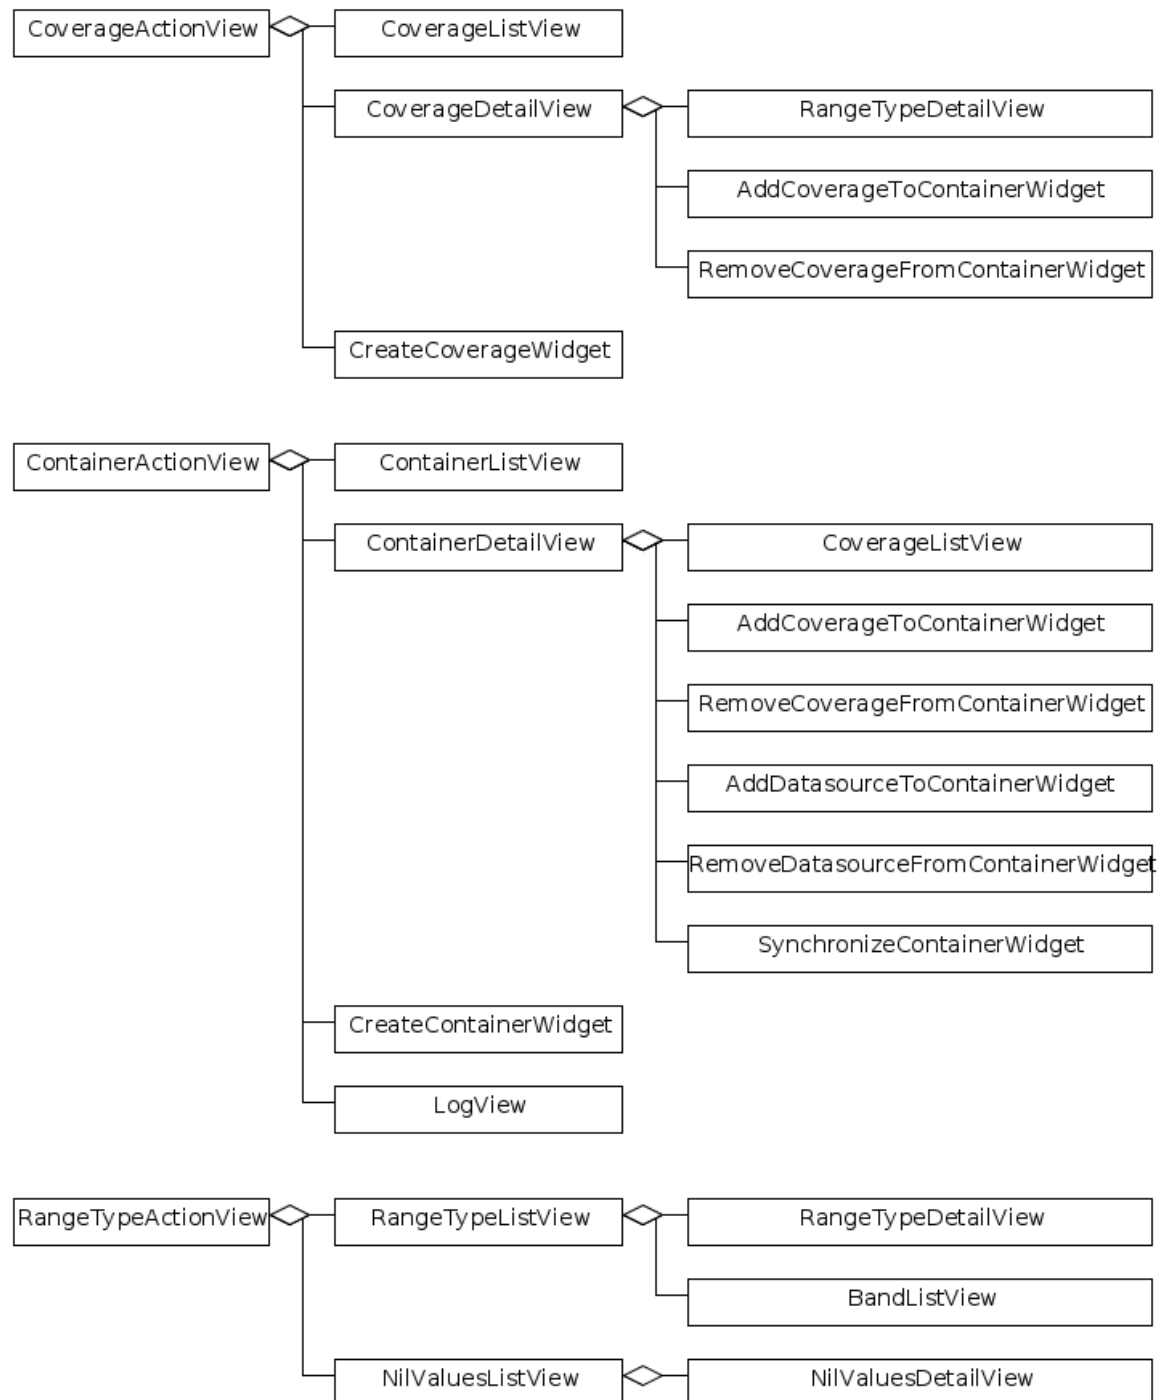 CoverageActionView
CoverageListView
CoverageDetailView
RangeTypeDetailView
AddCoverageToContainerWidget
RemoveCoverageFromContainerWidget
CreateCoverageWidget
ContainerActionView
ContainerListView
ContainerDetailView
CoverageListView
AddCoverageToContainerWidget
RemoveCoverageFromContainerWidget
AddDatasourceToContainerWidget
RemoveDatasourceFromContainerWidget
SynchronizeContainerWidget
CreateContainerWidget
LogView
RangeTypeActionView
RangeTypeListView
RangeTypeDetailView
BandListView
NilValuesListView
NilValuesDetailView